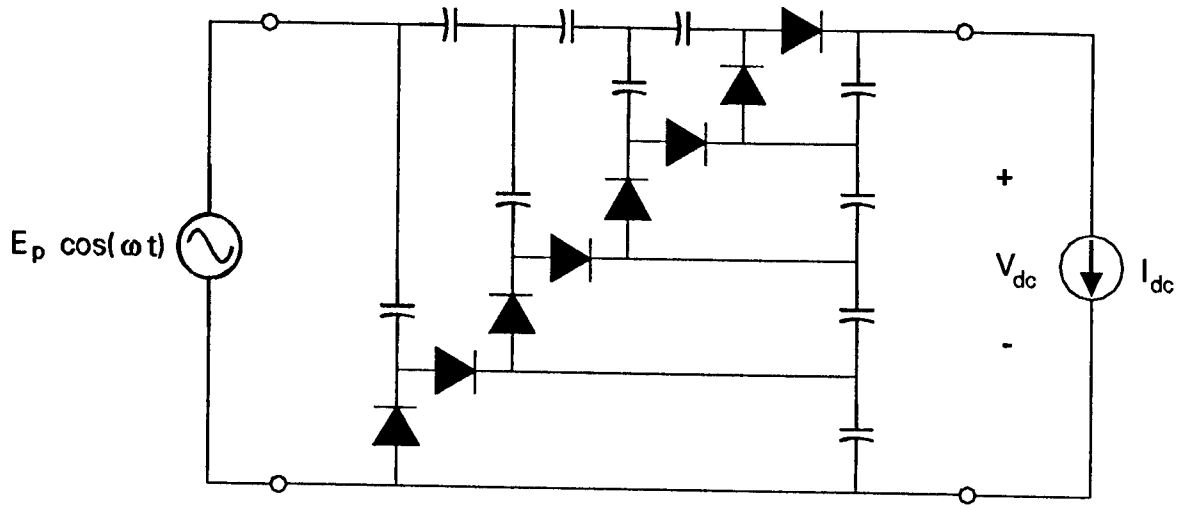 E_p cos(ωt)
+
V_dc
-
I_dc